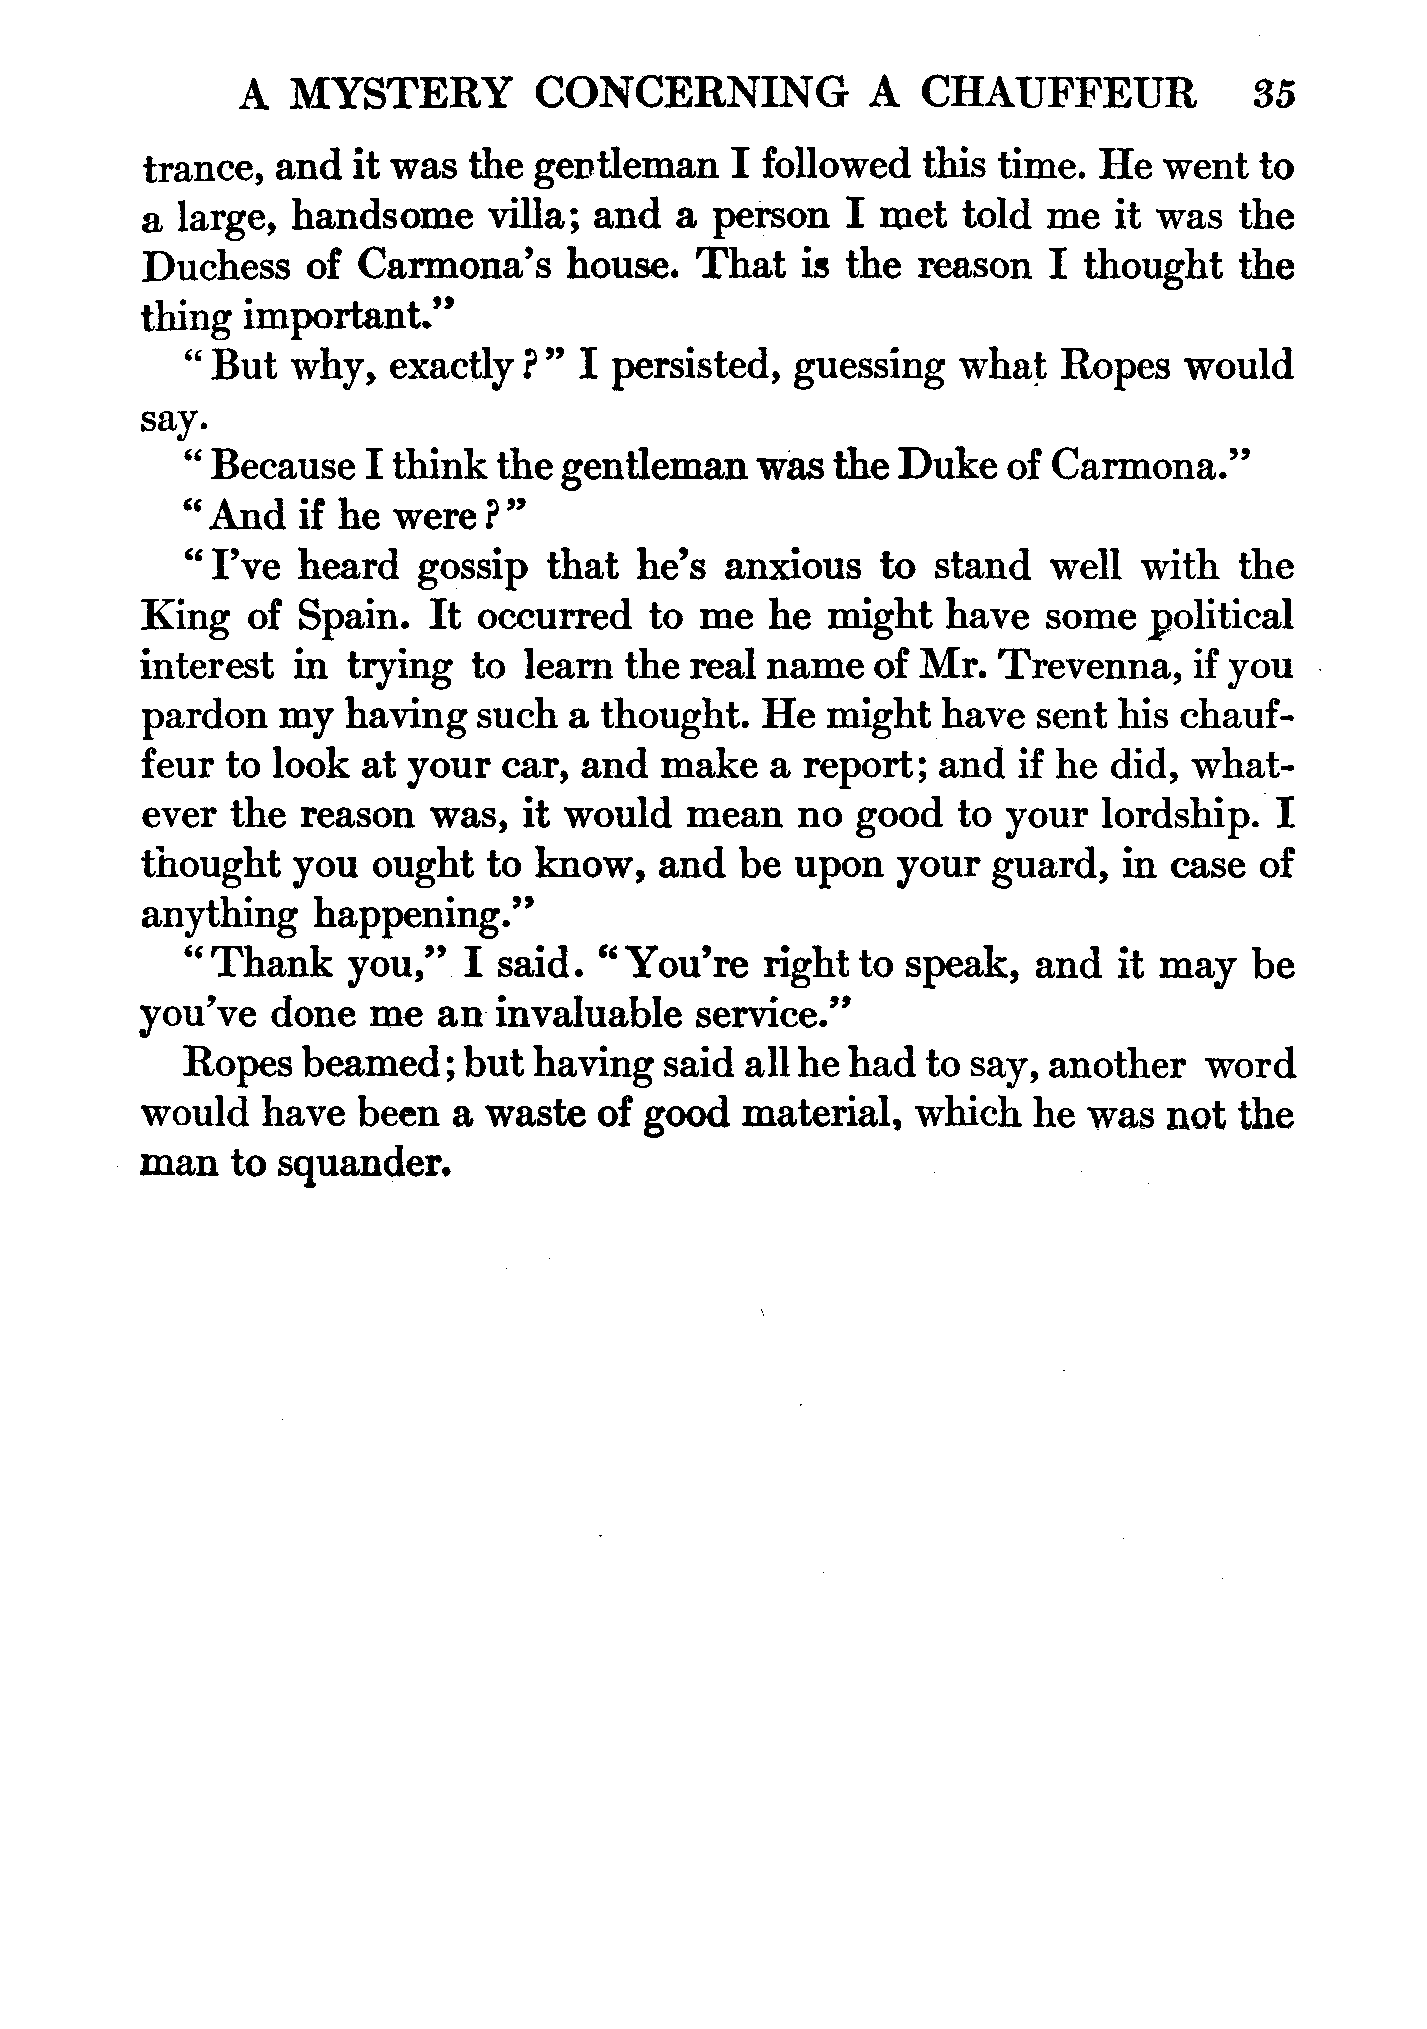 A MYSTERY CONCERNING A CHAUFFEUR 35
trance, and it was the gentleman I followed this time. He went to
a large, handsome villa; and a person I met told me it was the
Duchess of Carmona's house. That is the reason I thought the
thing important."
"But why, exactly?" I persisted, guessing what Ropes would
say.
"Because I think the gentleman was the Duke of Carmona."
"And if he were?"
"I've heard gossip that he's anxious to stand well with the
King of Spain. It occurred to me he might have some political
interest in trying to learn the real name of Mr. Trevenna, if you
pardon my having such a thought. He might have sent his chauf-
feur to look at your car, and make a report; and if he did, what-
ever the reason was, it would mean no good to your lordship. I
thought you ought to know, and be upon your guard, in case of
anything happening."
"Thank you," I said. "You're right to speak, and it may be
you've done me an invaluable service."
Ropes beamed; but having said all he had to say, another word
would have been a waste of good material, which he was not the
man to squander.